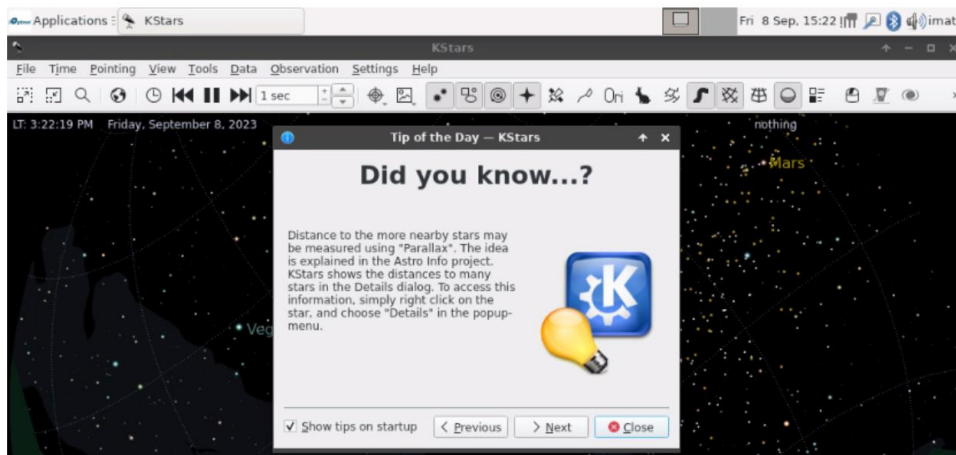 Applications
KStars
Fri 8 Sep, 15:22
imat
KStars
File Time Pointing View Tools Data Observation Settings Help
1 sec
Ori
LT: 3:22:19 PM Friday, September 8, 2023
nothing
Tip of the Day — KStars
Mars
Did you know...?
Distance to the more nearby stars may
be measured using "Parallax". The idea
is explained in the Astro Info project.
KStars shows the distances to many
stars in the Details dialog. To access this
information, simply right click on the
star, and choose "Details" in the popup-
menu.
K
Veg
Show tips on startup
Previous
Next
Close